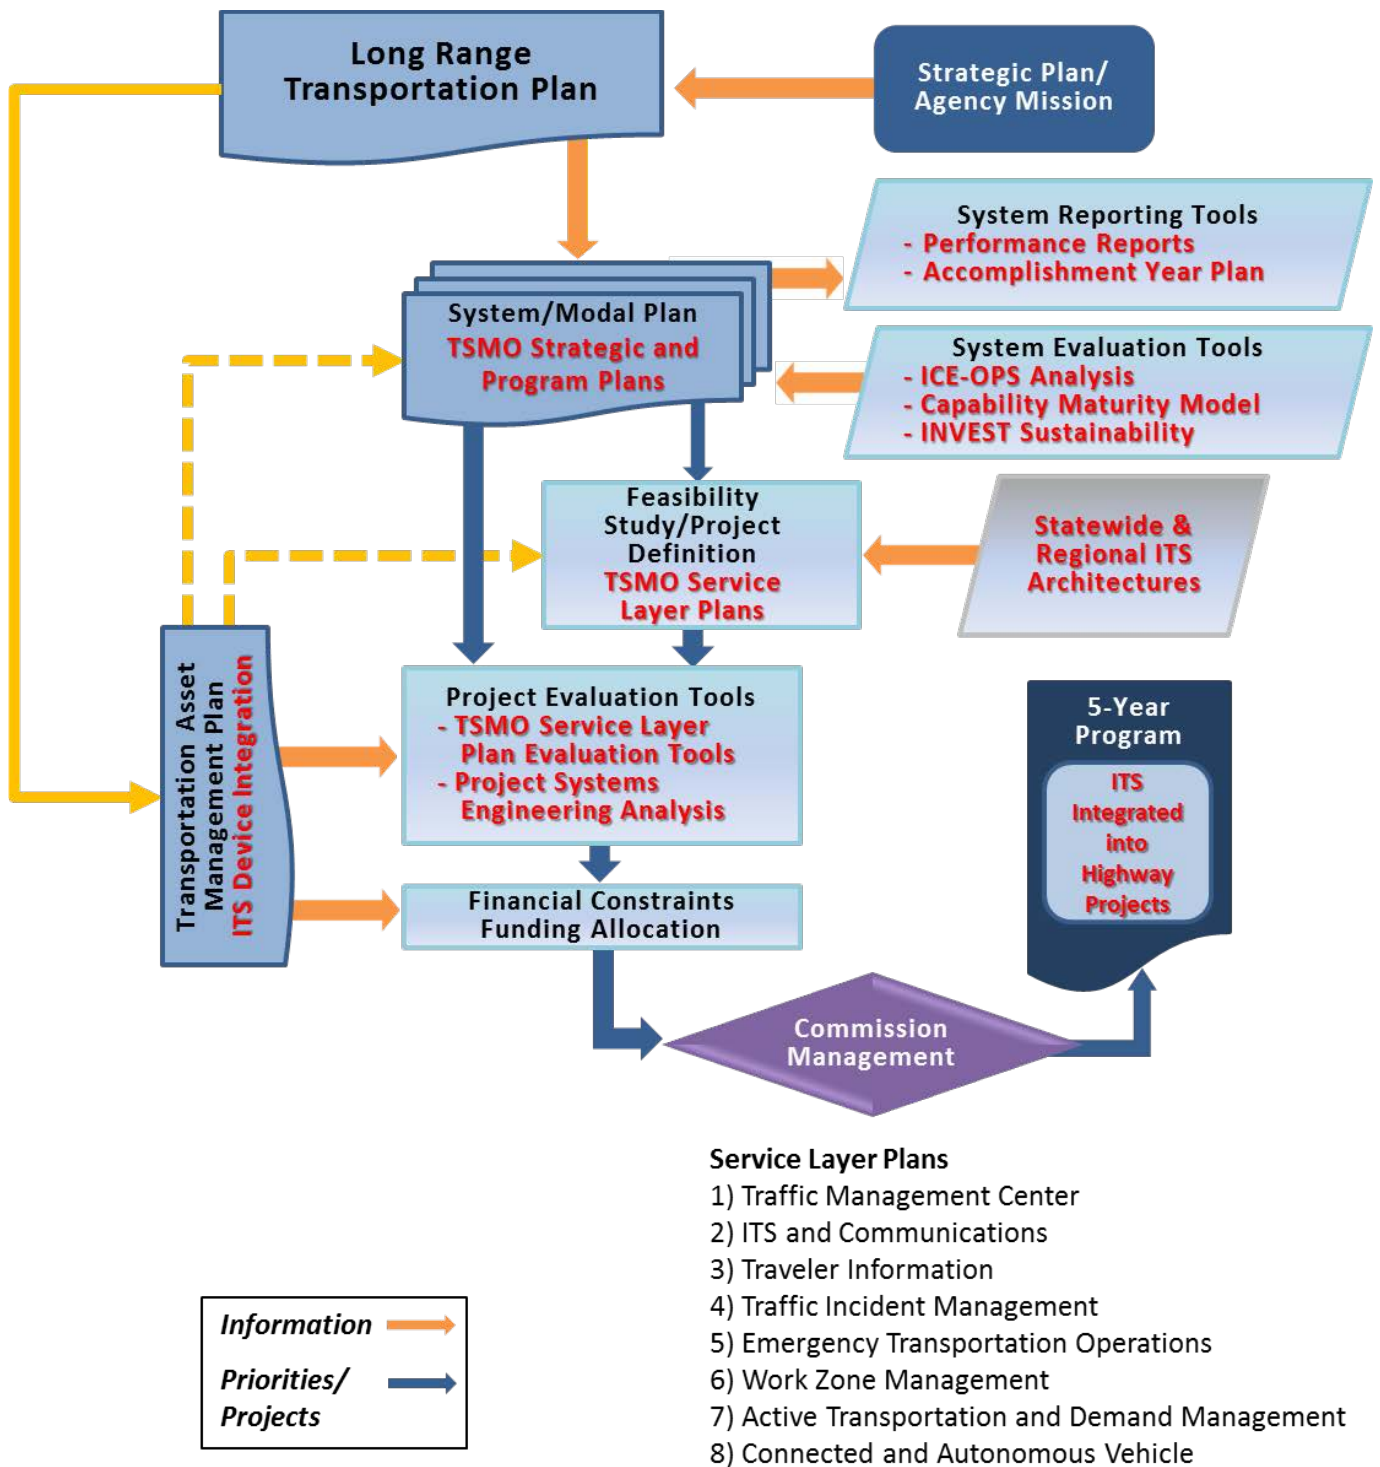 Long Range
Transportation Plan
Strategic Plan/
Agency Mission
System Reporting Tools
- Performance Reports
- Accomplishment Year Plan
System/Modal Plan
TSMO Strategic and
Program Plans
System Evaluation Tools
- ICE-OPS Analysis
- Capability Maturity Model
- INVEST Sustainability
Feasibility
Study/Project
Definition
TSMO Service
Layer Plans
Statewide &
Regional ITS
Architectures
Transportation Asset
Management Plan
ITS Device Integration
Project Evaluation Tools
- TSMO Service Layer
Plan Evaluation Tools
- Project Systems
Engineering Analysis
5-Year
Program
ITS
Integrated
into
Highway
Projects
Financial Constraints
Funding Allocation
Commission
Management
Service Layer Plans
1) Traffic Management Center
2) ITS and Communications
3) Traveler Information
4) Traffic Incident Management
5) Emergency Transportation Operations
6) Work Zone Management
7) Active Transportation and Demand Management
8) Connected and Autonomous Vehicle
Information
Priorities/
Projects